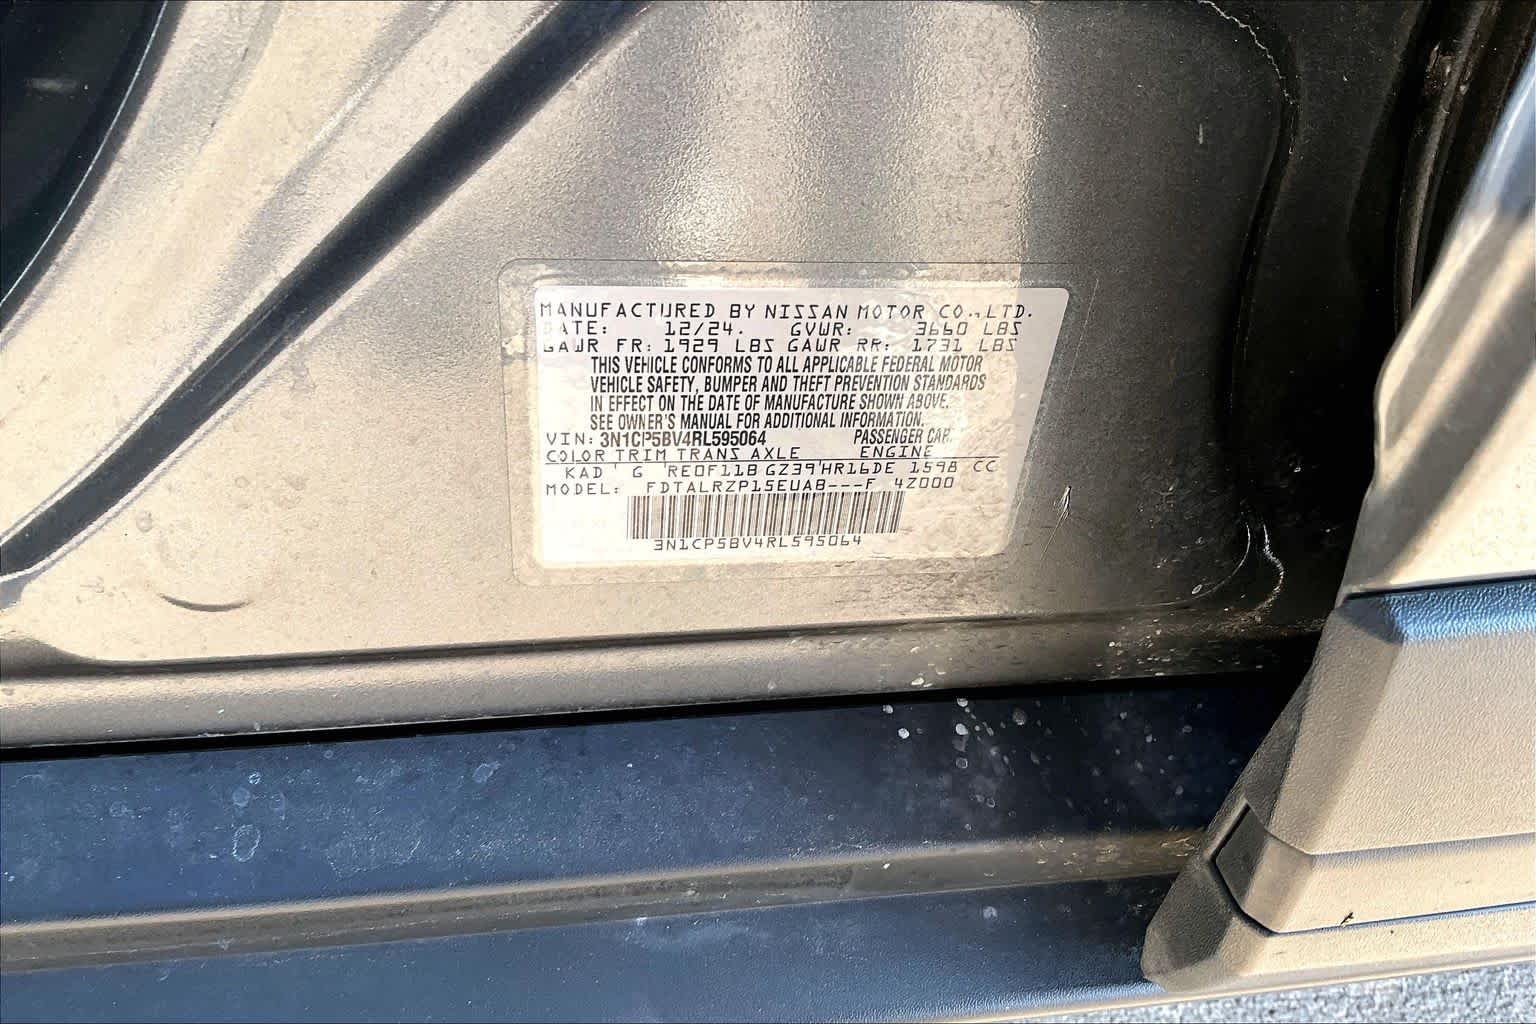 MANUFACTURED BY NISSAN MOTOR CO.,LTD.
DATE: 12/24. GVWR: 3660 LBS
GAWR FR: 1929 LBS GAWR RR: 1731 LBS
THIS VEHICLE CONFORMS TO ALL APPLICABLE FEDERAL MOTOR
VEHICLE SAFETY, BUMPER AND THEFT PREVENTION STANDARDS
IN EFFECT ON THE DATE OF MANUFACTURE SHOWN ABOVE.
SEE OWNER'S MANUAL FOR ADDITIONAL INFORMATION.
VIN: 3N1CP5BV4RL595064 PASSENGER CAR
COLOR TRIM TRANS AXLE ENGINE
KAD G RE0F11B GZ39 HR16DE 1598 CC
MODEL: FDTALRZP15EUAB---F 4Z000
3N1CP5BV4RL595064